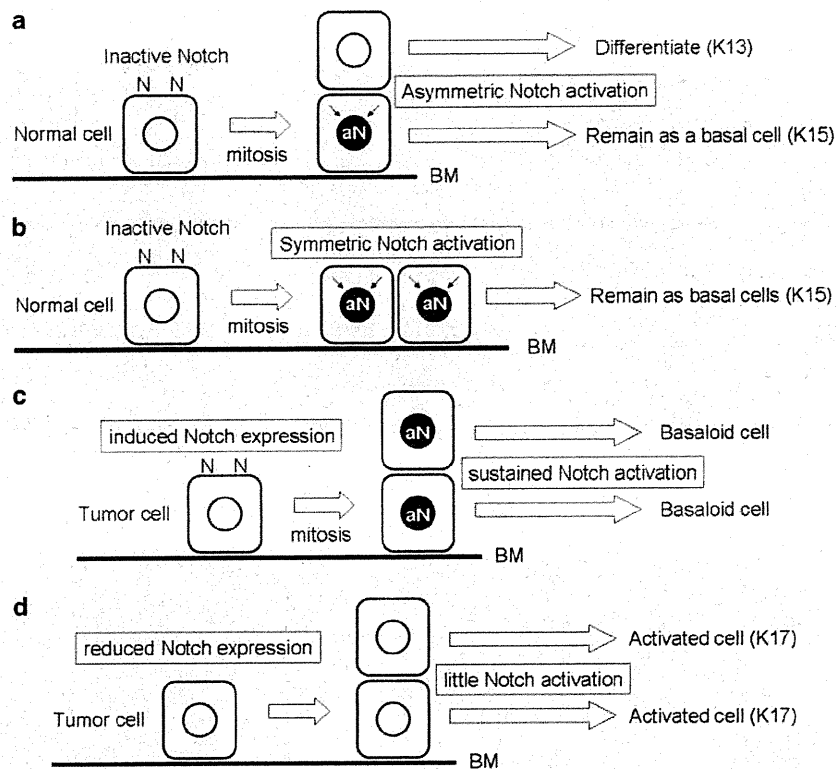 a
Inactive Notch
N N
Normal cell
mitosis
aN
Asymmetric Notch activation
Differentiate (K13)
Remain as a basal cell (K15)
BM
b
Inactive Notch
N N
Normal cell
mitosis
Symmetric Notch activation
aN aN
Remain as basal cells (K15)
BM
c
induced Notch expression
N N
Tumor cell
mitosis
aN
aN
sustained Notch activation
Basaloid cell
Basaloid cell
BM
d
reduced Notch expression
Tumor cell
little Notch activation
Activated cell (K17)
Activated cell (K17)
BM